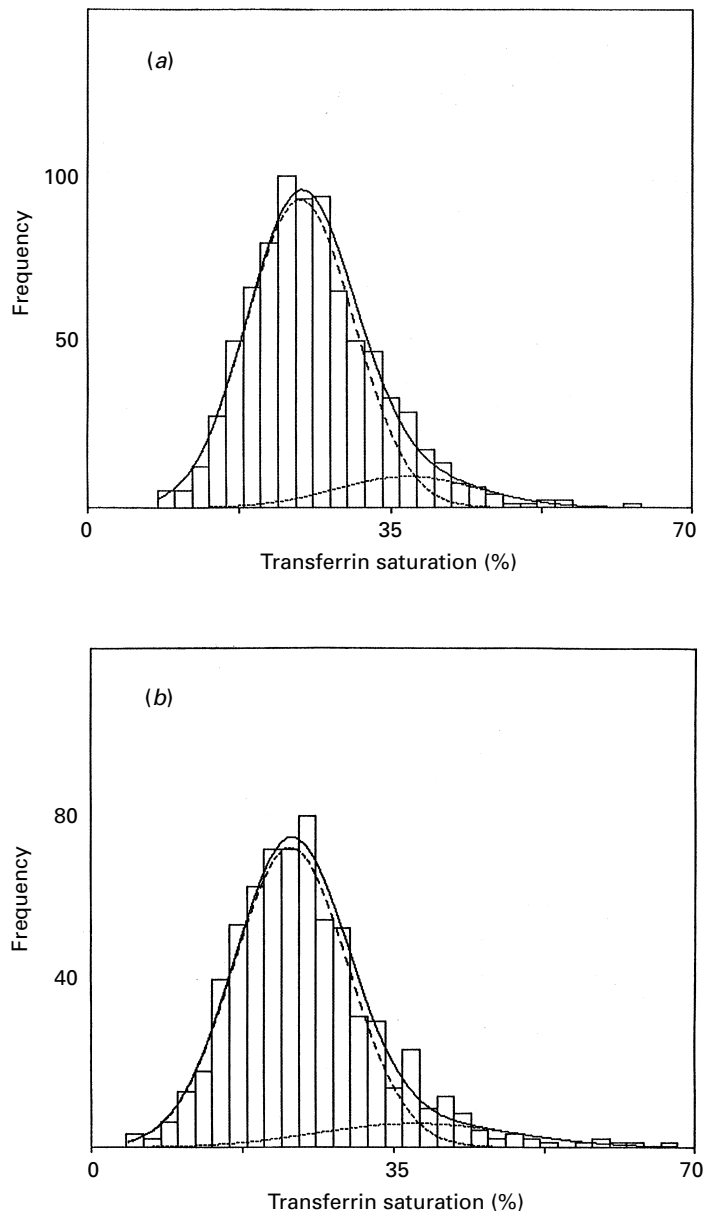 (a)
100
50
Frequency
0 35 70
Transferrin saturation (%)
(b)
80
40
Frequency
0 35 70
Transferrin saturation (%)